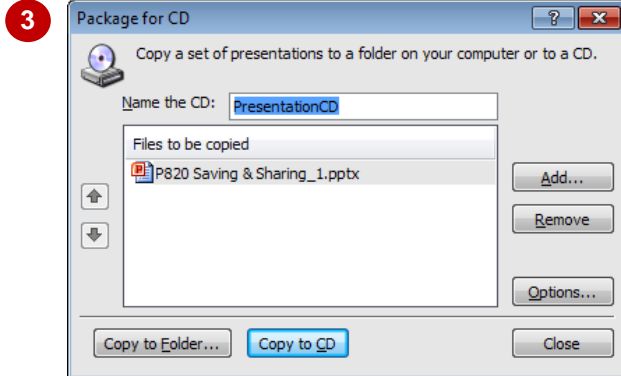 3
Package for CD
Copy a set of presentations to a folder on your computer or to a CD.
Name the CD: PresentationCD
Files to be copied
P820 Saving & Sharing_1.pptx
Add...
Remove
Options...
Copy to Folder... Copy to CD Close